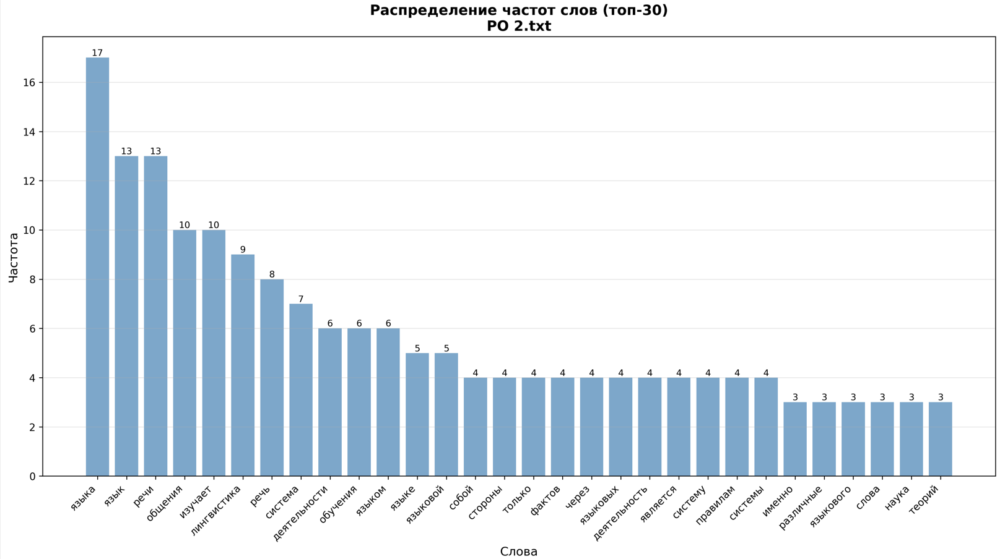 Распределение частот слов (топ-30)
PO 2.txt
Частота
16
14
12
10
8
6
4
2
0
17
13
13
10
10
9
8
7
6
6
6
5
5
4
4
4
4
4
4
4
4
4
4
4
3
3
3
3
3
3
языка
язык
речи
общения
изучает
лингвистика
речь
система
деятельности
обучения
языком
языке
языковой
собой
стороны
только
фактов
через
языковых
деятельность
является
систему
правилам
системы
именно
различные
языкового
слова
наука
теорий
Слова